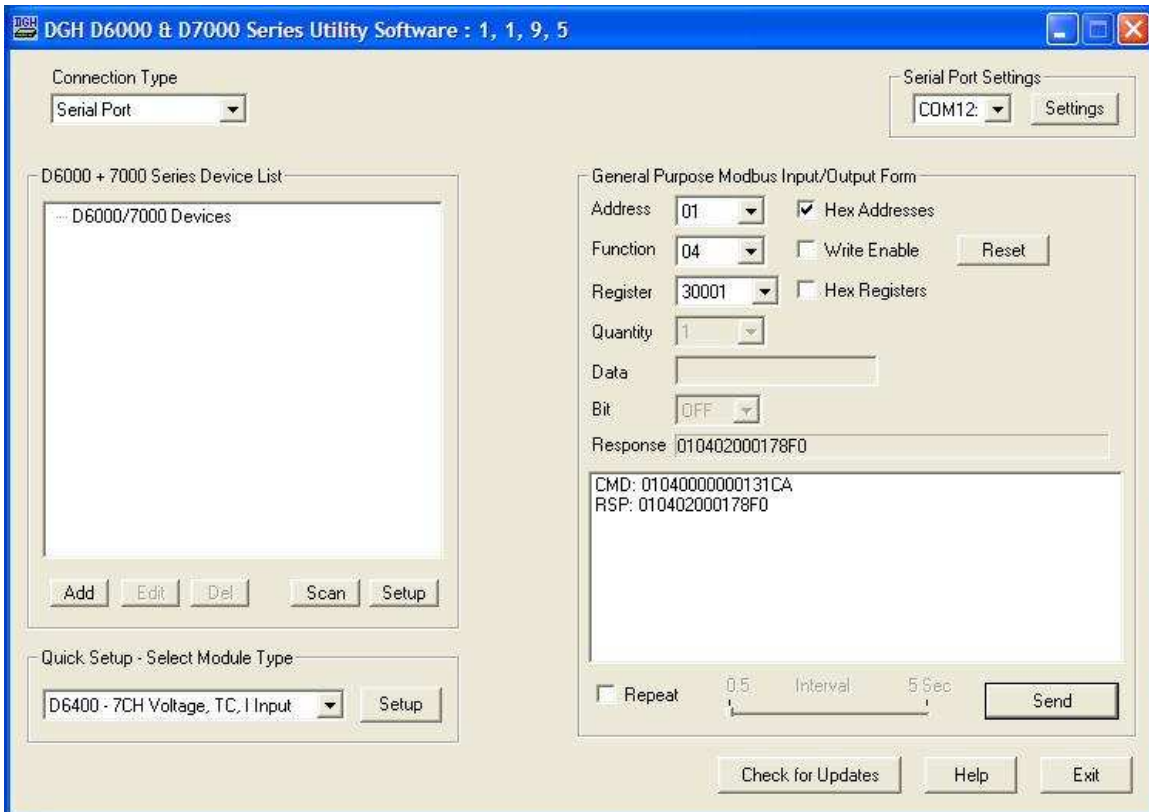 DGH D6000 & D7000 Series Utility Software : 1, 1, 9, 5
Connection Type
Serial Port
Serial Port Settings
COM12:
Settings
D6000 + 7000 Series Device List
D6000/7000 Devices
Add
Edit
Del
Scan
Setup
Quick Setup - Select Module Type
D6400 - 7CH Voltage, TC, I Input
Setup
General Purpose Modbus Input/Output Form
Address 01 Hex Addresses
Function 04 Write Enable Reset
Register 30001 Hex Registers
Quantity 1
Data
Bit OFF
Response 010402000178F0
CMD: 01040000000131CA
RSP: 010402000178F0
Repeat
0.5 Interval 5 Sec
Send
Check for Updates
Help
Exit